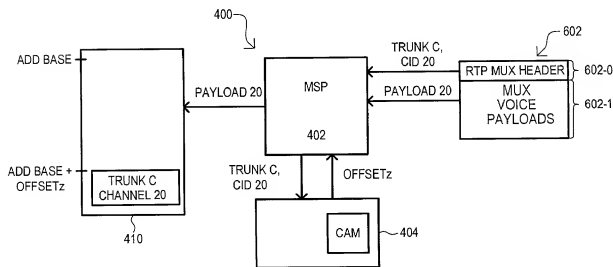 400
602
ADD BASE
TRUNK C,
CID 20
RTP MUX HEADER
602-0
PAYLOAD 20
MSP
PAYLOAD 20
MUX
VOICE
PAYLOADS
602-1
402
ADD BASE +
OFFSETz
TRUNK C
CHANNEL 20
TRUNK C,
CID 20
OFFSETz
410
CAM
404